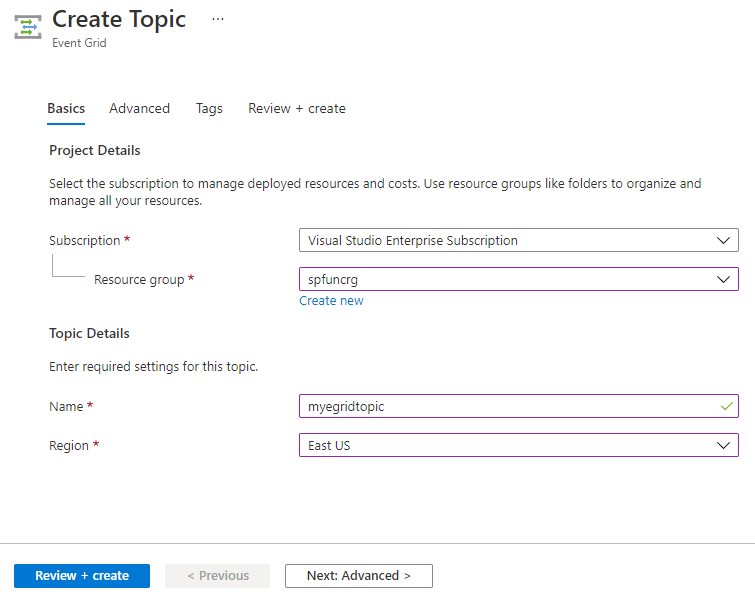 Create Topic ...
Event Grid
Basics Advanced Tags Review + create
Project Details
Select the subscription to manage deployed resources and costs. Use resource groups like folders to organize and
manage all your resources.
Subscription * Visual Studio Enterprise Subscription
Resource group * spfuncrg
Create new
Topic Details
Enter required settings for this topic.
Name * myegridtopic
Region * East US
Review + create < Previous Next: Advanced >